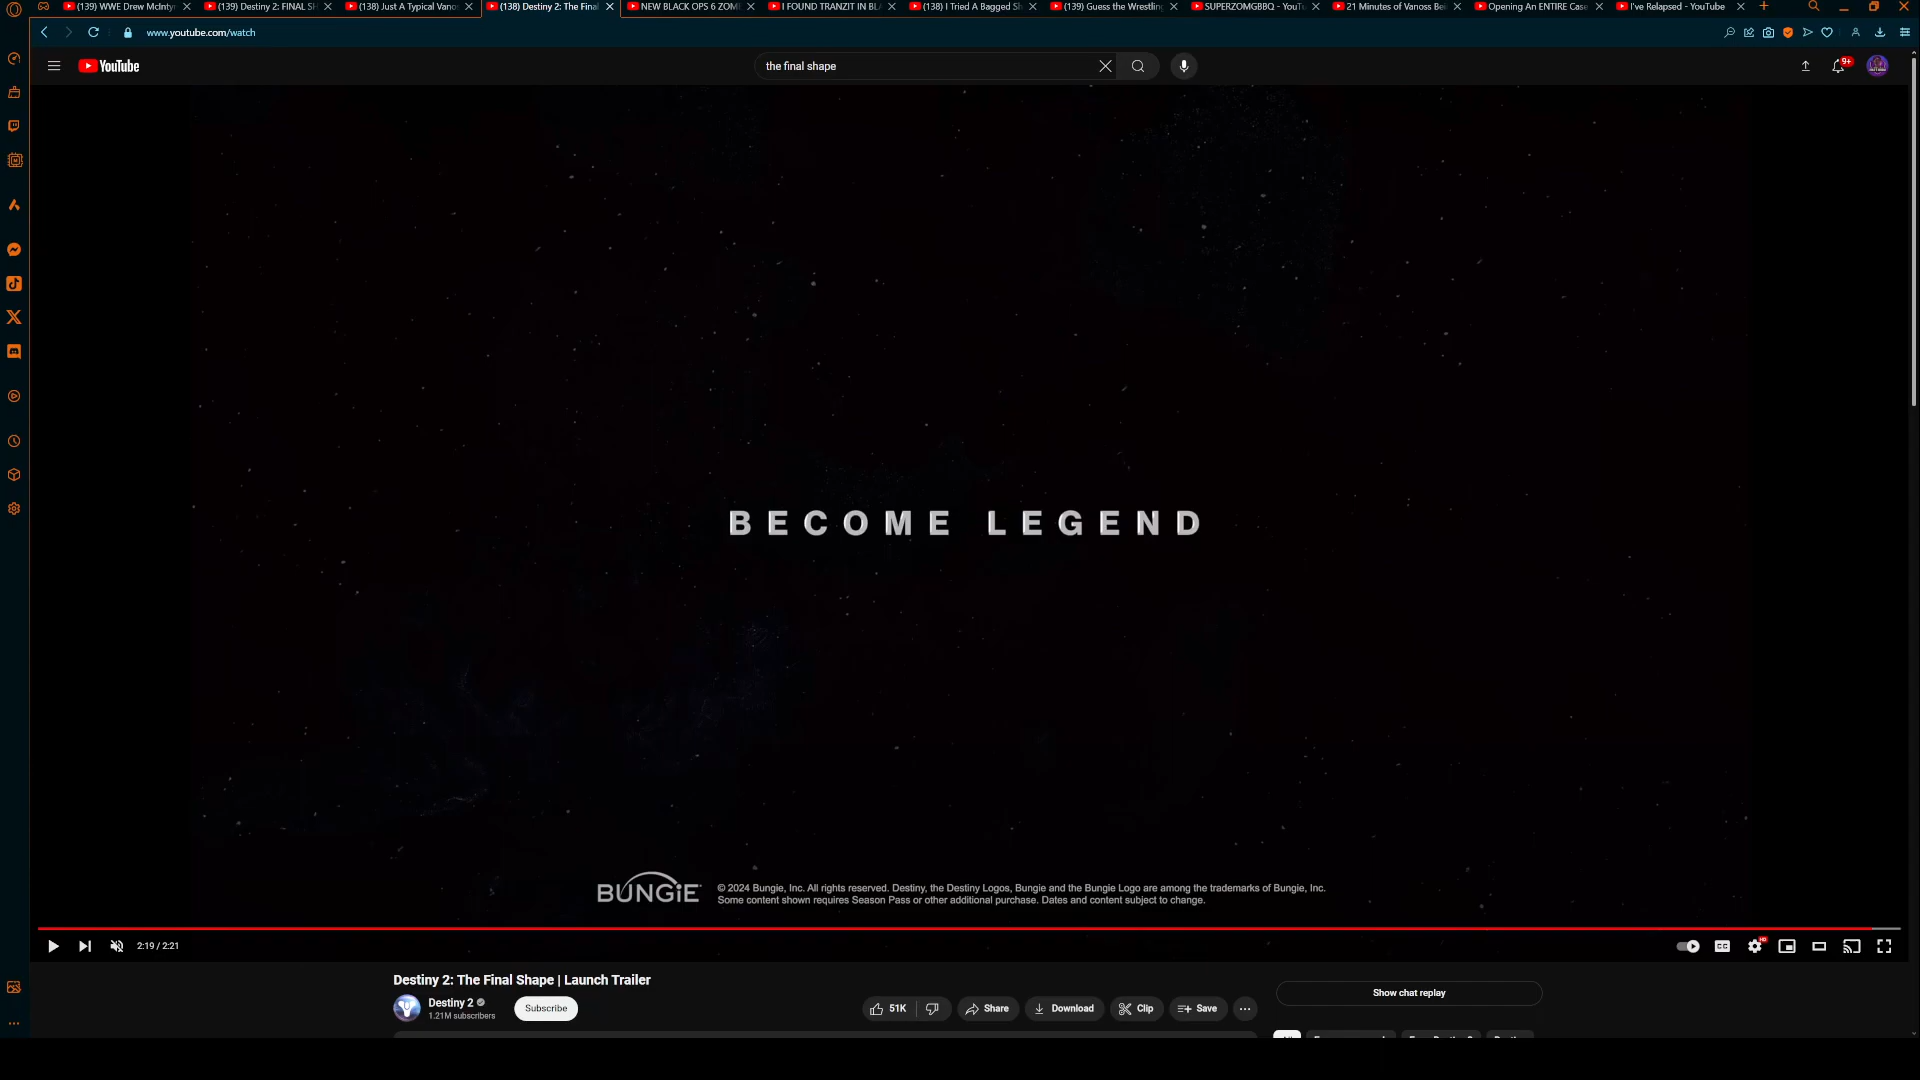 (139) WWE Drew McInty
(139) Destiny 2: FINAL SH
(138) Just A Typical Vanos
(138) Destiny 2: The Final
NEW BLACK OPS 6 ZOM
I FOUND TRANZIT IN BL
(138) I Tried A Bagged Sh
(139) Guess the Wrestling
SUPERZOMGBBQ - YouTu
21 Minutes of Vanoss Bei
Opening An ENTIRE Case
I've Relapsed - YouTube
www.youtube.com/watch
YouTube
the final shape
9+
BECOME LEGEND
BUNGiE
© 2024 Bungie, Inc. All rights reserved. Destiny, the Destiny Logos, Bungie and the Bungie Logo are among the trademarks of Bungie, Inc.
Some content shown requires Season Pass or other additional purchase. Dates and content subject to change.
2:19 / 2:21
CC
HD
Destiny 2: The Final Shape | Launch Trailer
Destiny 2
1.21M subscribers
Subscribe
51K
Share
Download
Clip
Save
Show chat replay